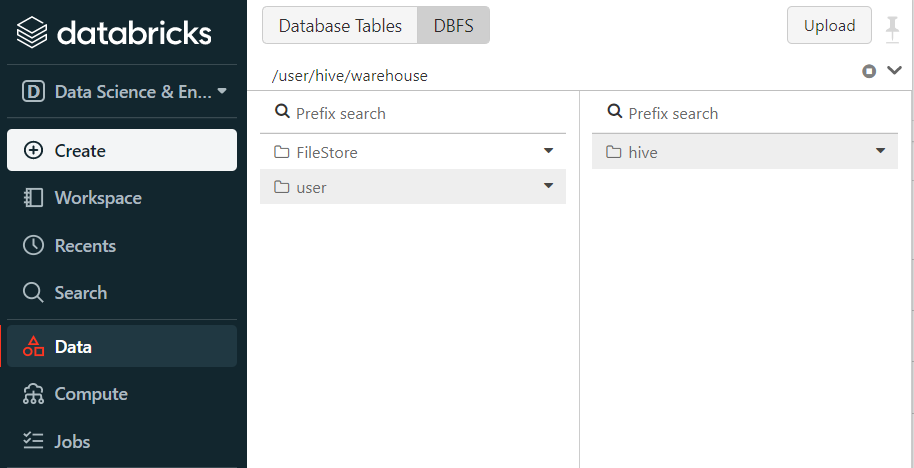 databricks
Data Science & En...
Create
Workspace
Recents
Search
Data
Compute
Jobs
Database Tables
DBFS
Upload
/user/hive/warehouse
Prefix search
FileStore
user
Prefix search
hive